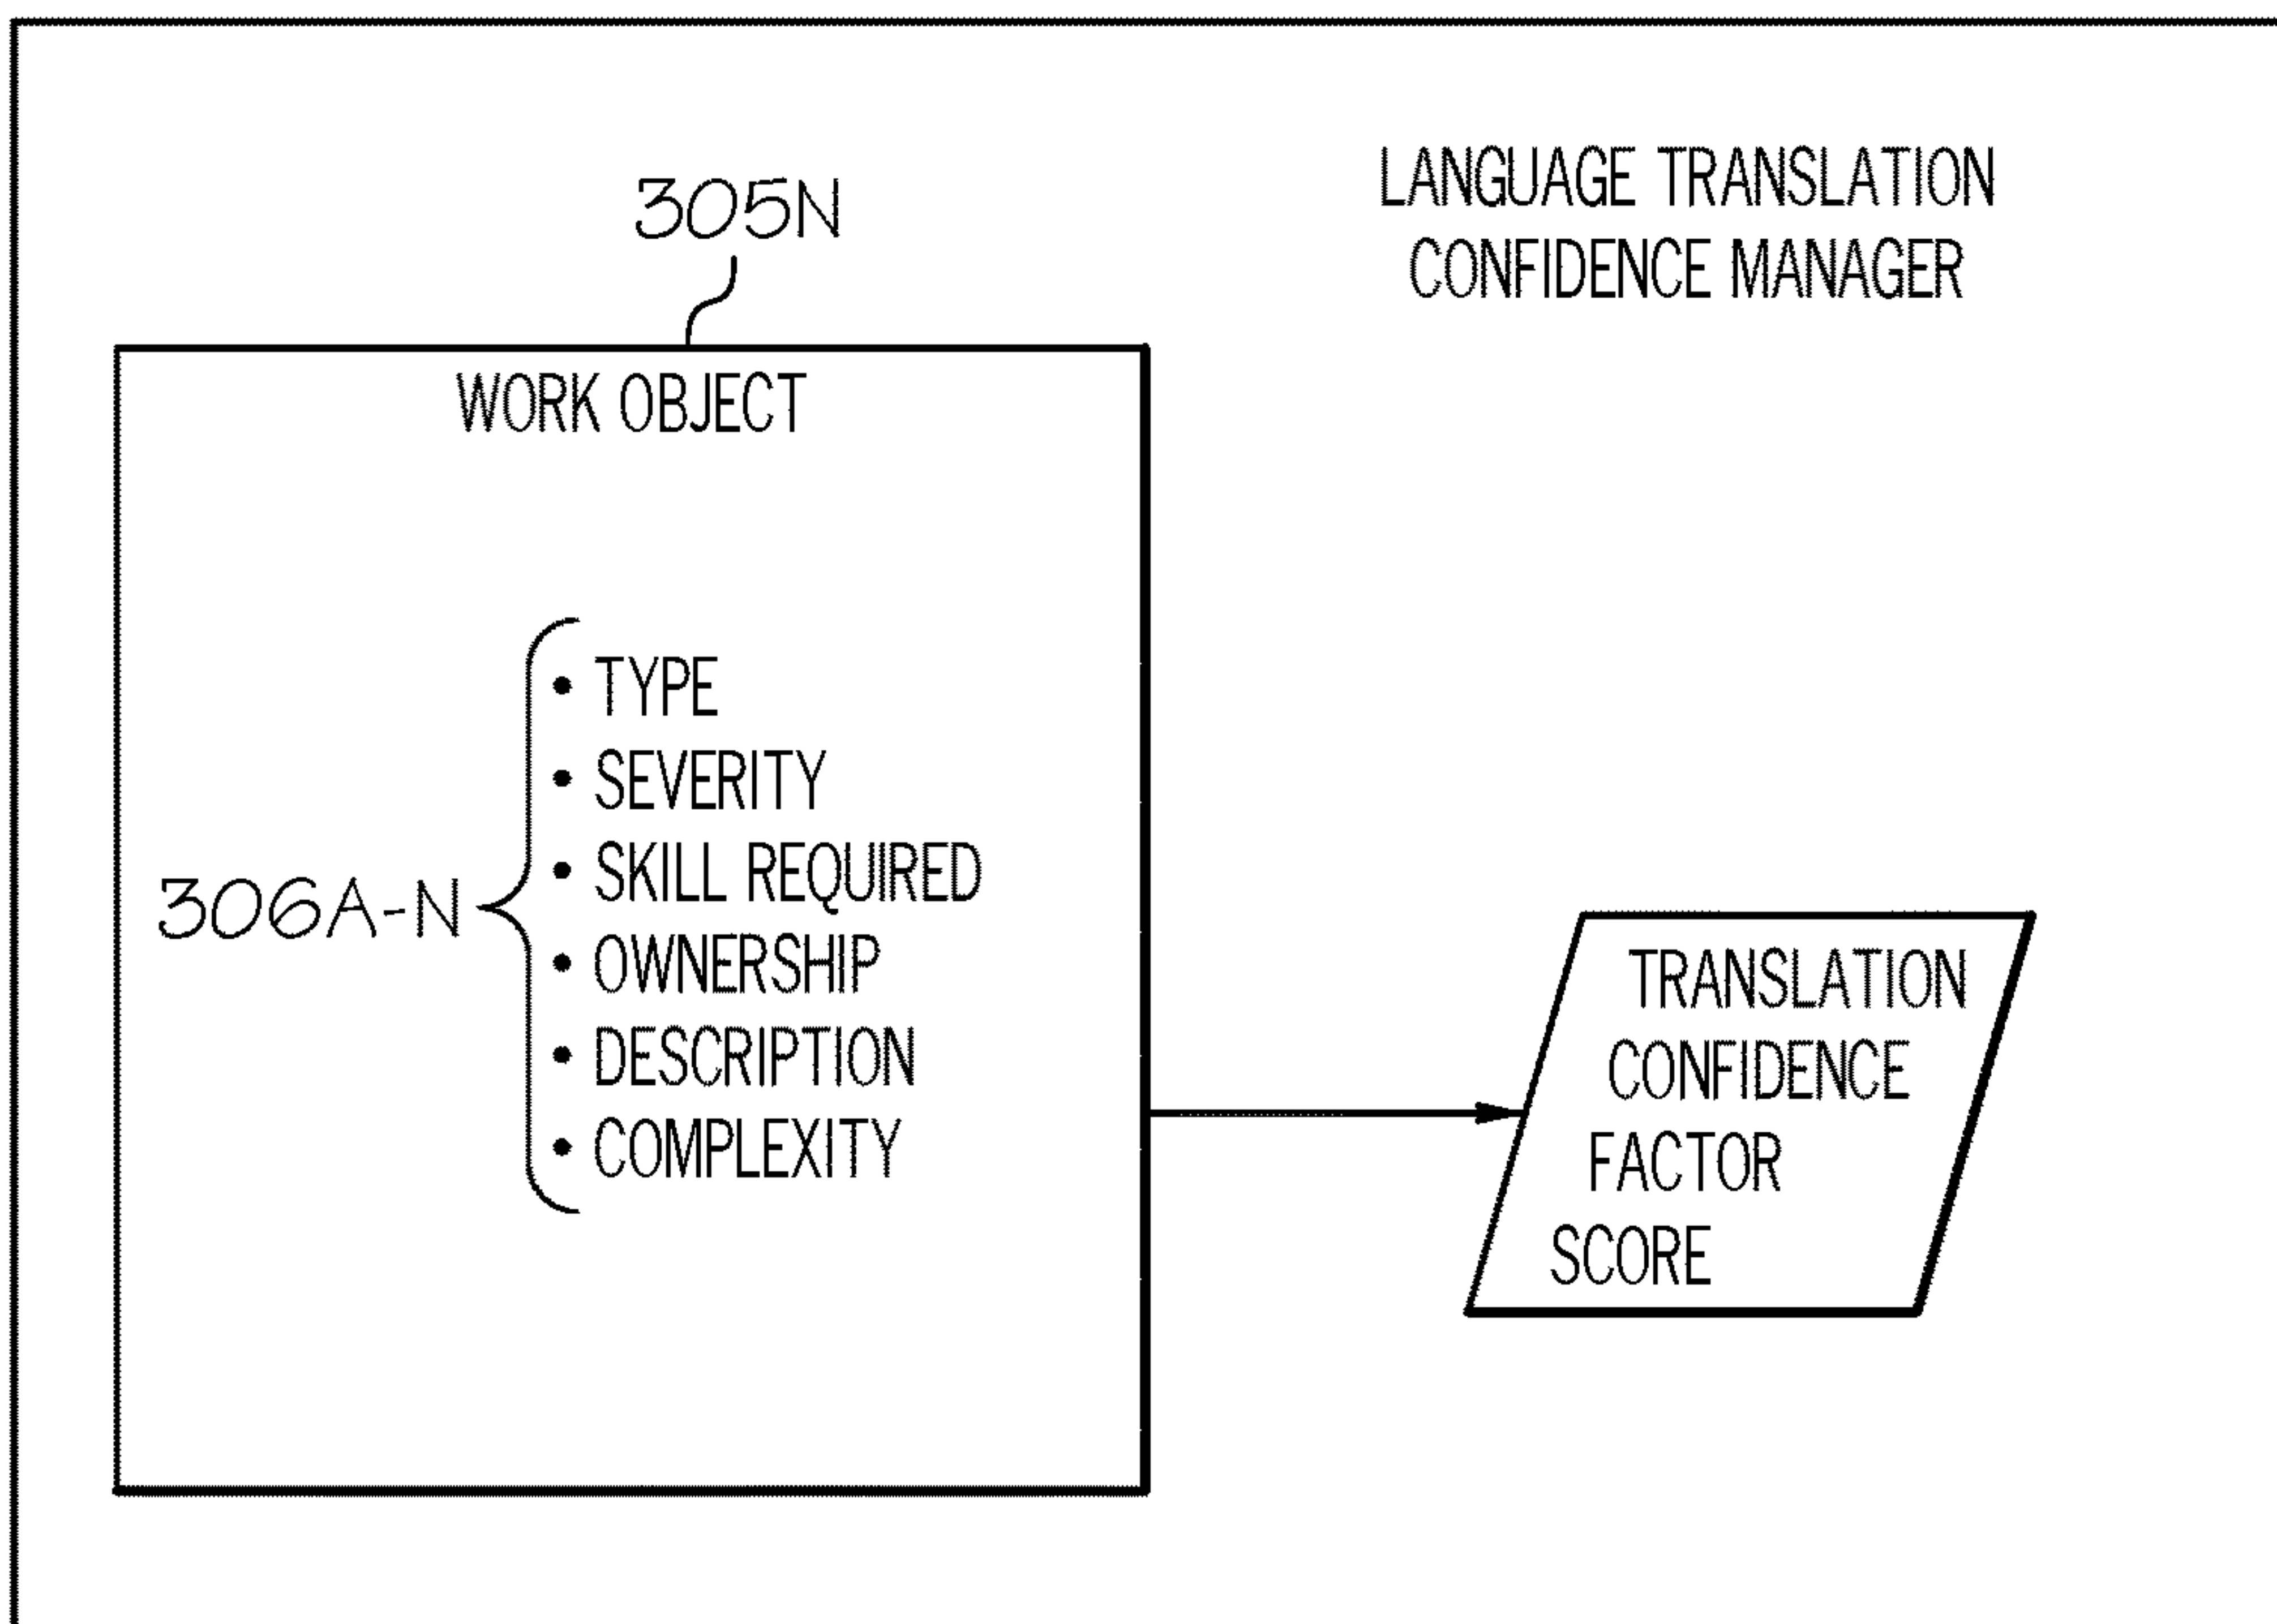 305N
LANGUAGE TRANSLATION
CONFIDENCE MANAGER
WORK OBJECT
306A-N
• TYPE
• SEVERITY
• SKILL REQUIRED
• OWNERSHIP
• DESCRIPTION
• COMPLEXITY
TRANSLATION
CONFIDENCE
FACTOR
SCORE